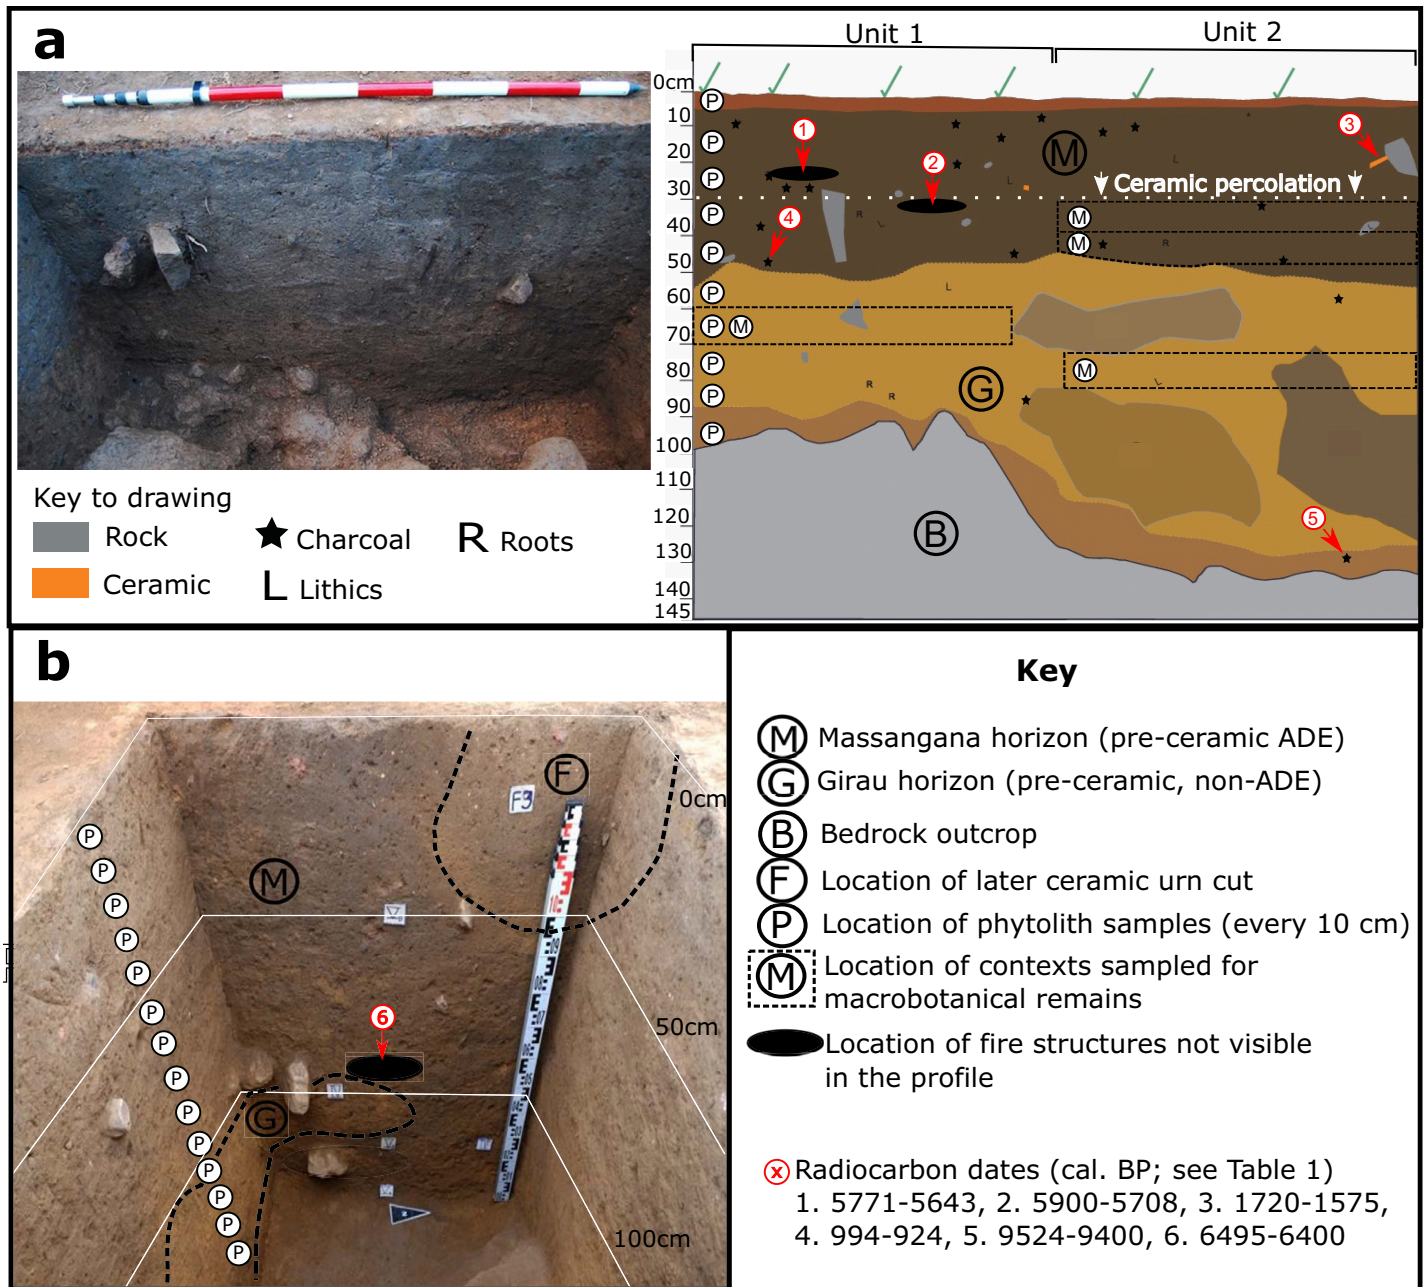 a
Unit 1
Unit 2
0cm
10
20
30
40
50
60
70
80
90
100
110
120
130
140
145
P
P
P
P
P
P
P
P
P
P
1
2
3
4
5
M
Ceramic percolation
M
M
M
M
G
B
L
L
L
L
L
R
R
R
R
Key to drawing
Rock
Charcoal
R Roots
Ceramic
L Lithics
b
F
F3
0cm
M
50cm
6
G
100cm
P
P
P
P
P
P
P
P
P
P
P
P
P
P
Key
M Massangana horizon (pre-ceramic ADE)
G Girau horizon (pre-ceramic, non-ADE)
B Bedrock outcrop
F Location of later ceramic urn cut
P Location of phytolith samples (every 10 cm)
M Location of contexts sampled for
macrobotanical remains
Location of fire structures not visible
in the profile
x Radiocarbon dates (cal. BP; see Table 1)
1. 5771-5643, 2. 5900-5708, 3. 1720-1575,
4. 994-924, 5. 9524-9400, 6. 6495-6400